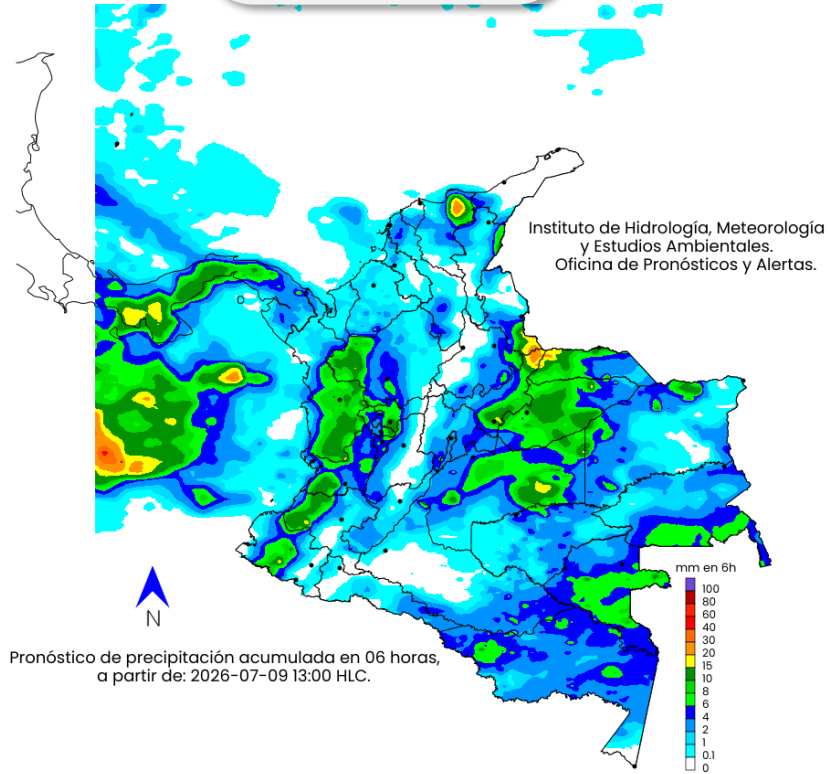 Instituto de Hidrología, Meteorología
y Estudios Ambientales.
Oficina de Pronósticos y Alertas.
mm en 6h
100
80
60
40
30
20
15
10
8
6
4
2
1
0.1
0
N
Pronóstico de precipitación acumulada en 06 horas,
a partir de: 2026-07-09 13:00 HLC.